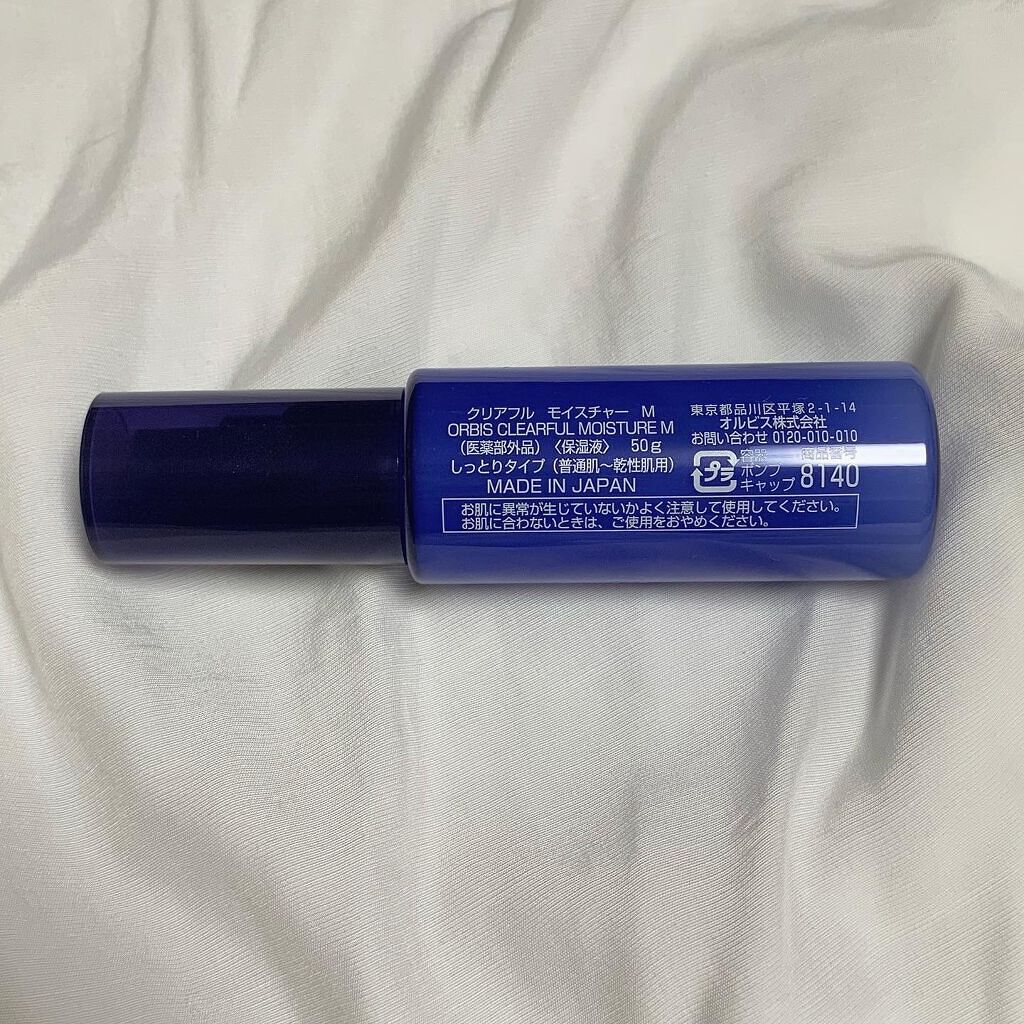 クリアフル モイスチャー M
ORBIS CLEARFUL MOISTURE M
(医薬部外品)〈保湿液〉 50g
しっとりタイプ(普通肌〜乾性肌用)
MADE IN JAPAN
東京都品川区平塚2-1-14
オルビス株式会社
お問い合わせ 0120-010-010
プラ
容器
ポンプ
キャップ
商品番号
8140
お肌に異常が生じていないかよく注意して使用してください。
お肌に合わないときは、ご使用をおやめください。